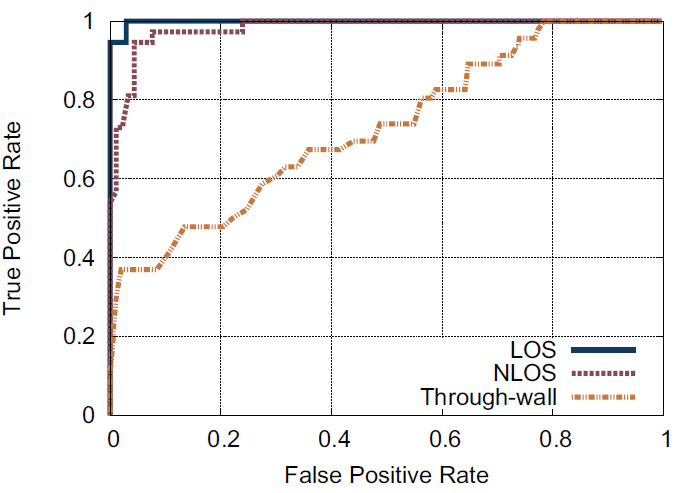 True Positive Rate
1
0.8
0.6
0.4
0.2
0
0 0.2 0.4 0.6 0.8 1
False Positive Rate
LOS
NLOS
Through-wall